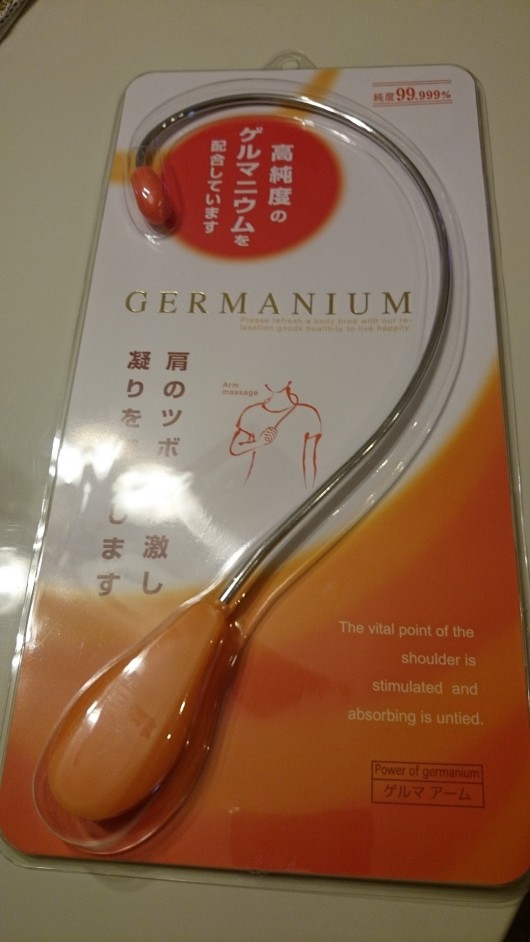 純度99.999%
高純度の
ゲルマニウムを
配合しています
GERMANIUM
Please refresh a body tired with our re-
laxation goods healthily to live happily.
肩のツボ 激し
凝りを します
Arm
massage
The vital point of the
shoulder is
stimulated and
absorbing is untied.
Power of germanium
ゲルマ アーム